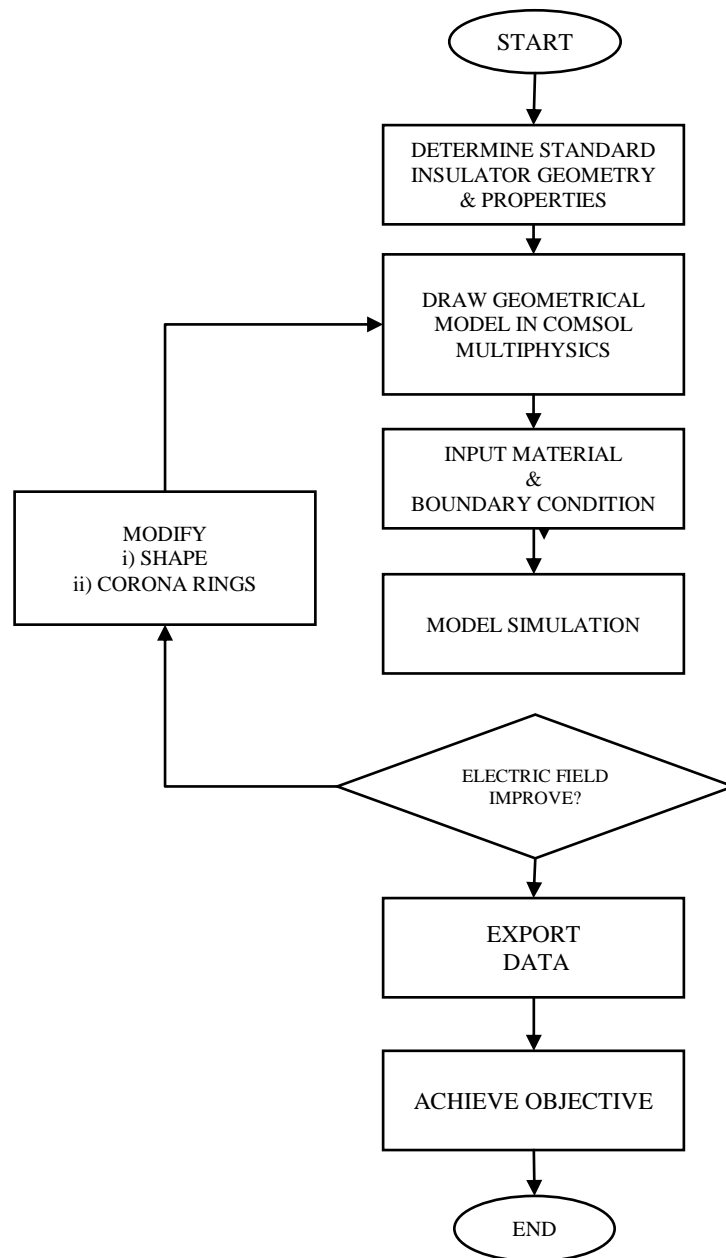 START
DETERMINE STANDARD
INSULATOR GEOMETRY
& PROPERTIES
DRAW GEOMETRICAL
MODEL IN COMSOL
MULTIPHYSICS
INPUT MATERIAL
&
BOUNDARY CONDITION
MODIFY
i) SHAPE
ii) CORONA RINGS
MODEL SIMULATION
ELECTRIC FIELD
IMPROVE?
EXPORT
DATA
ACHIEVE OBJECTIVE
END